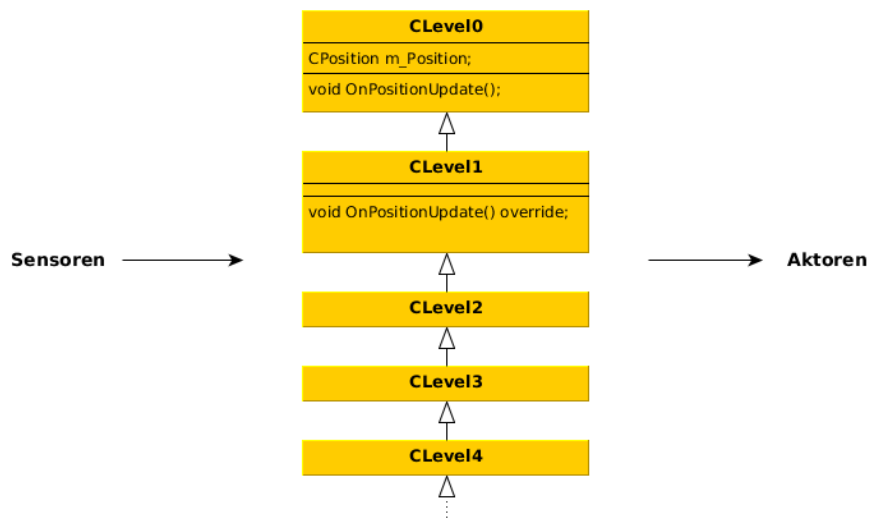 CLevel0
CPosition m_Position;
void OnPositionUpdate();
CLevel1
void OnPositionUpdate() override;
Sensoren
Aktoren
CLevel2
CLevel3
CLevel4